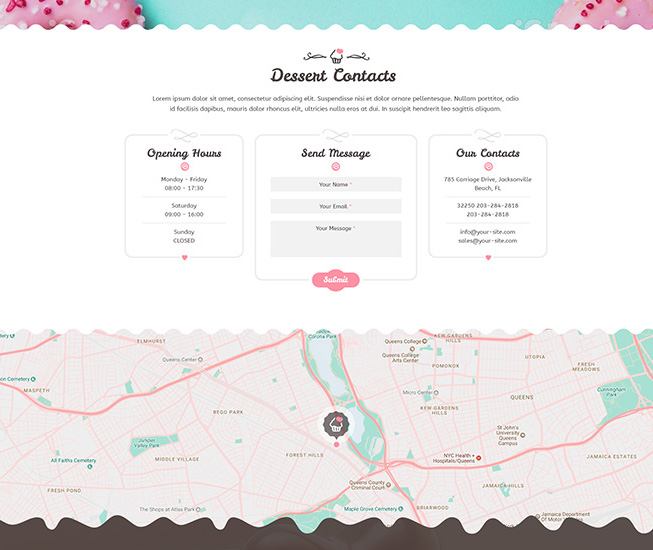 Dessert Contacts
Lorem ipsum dolor sit amet, consectetur adipiscing elit. Suspendisse nisi et dolor ornare pellentesque. Nullam porttitor, odio
id facilisis dapibus, mauris dolor rhoncus elit, ultricies nulla eros at dui. In suscipit hendrerit leo sagittis aliquam.
Opening Hours
Monday - Friday
08:00 - 17:30
Saturday
09:00 - 16:00
Sunday
CLOSED
Send Message
Your Name *
Your Email *
Your Message *
Submit
Our Contacts
785 Carriage Drive, Jacksonville
Beach, FL
32250 203-284-2818
203-284-2818
info@your-site.com
sales@your-site.com
Corona Park
ELMHURST
Queens Center
Cemetery
MASPETH
REGO PARK
Juniper
Valley Park
MIDDLE VILLAGE
All Faiths Cemetery
FRESH POND
The Shops at Atlas Park
FOREST HILLS
KEW GARDENS
HILLS
Queens College
Queens
College
UTOPIA
POMONOK
FRESH
MEADOWS
Cunningham
Park
Micro Center
QUEENS
KEW GARDENS
HILLS
St John's
University
Queens
Campus
NYC Health +
Hospitals/Queens
JAMAICA ESTATES
Queens County
Criminal Court
JAMAICA HILLS
BRIARWOOD
Maple Grove Cemetery
Jamaica Department
Of Motor Vehicles